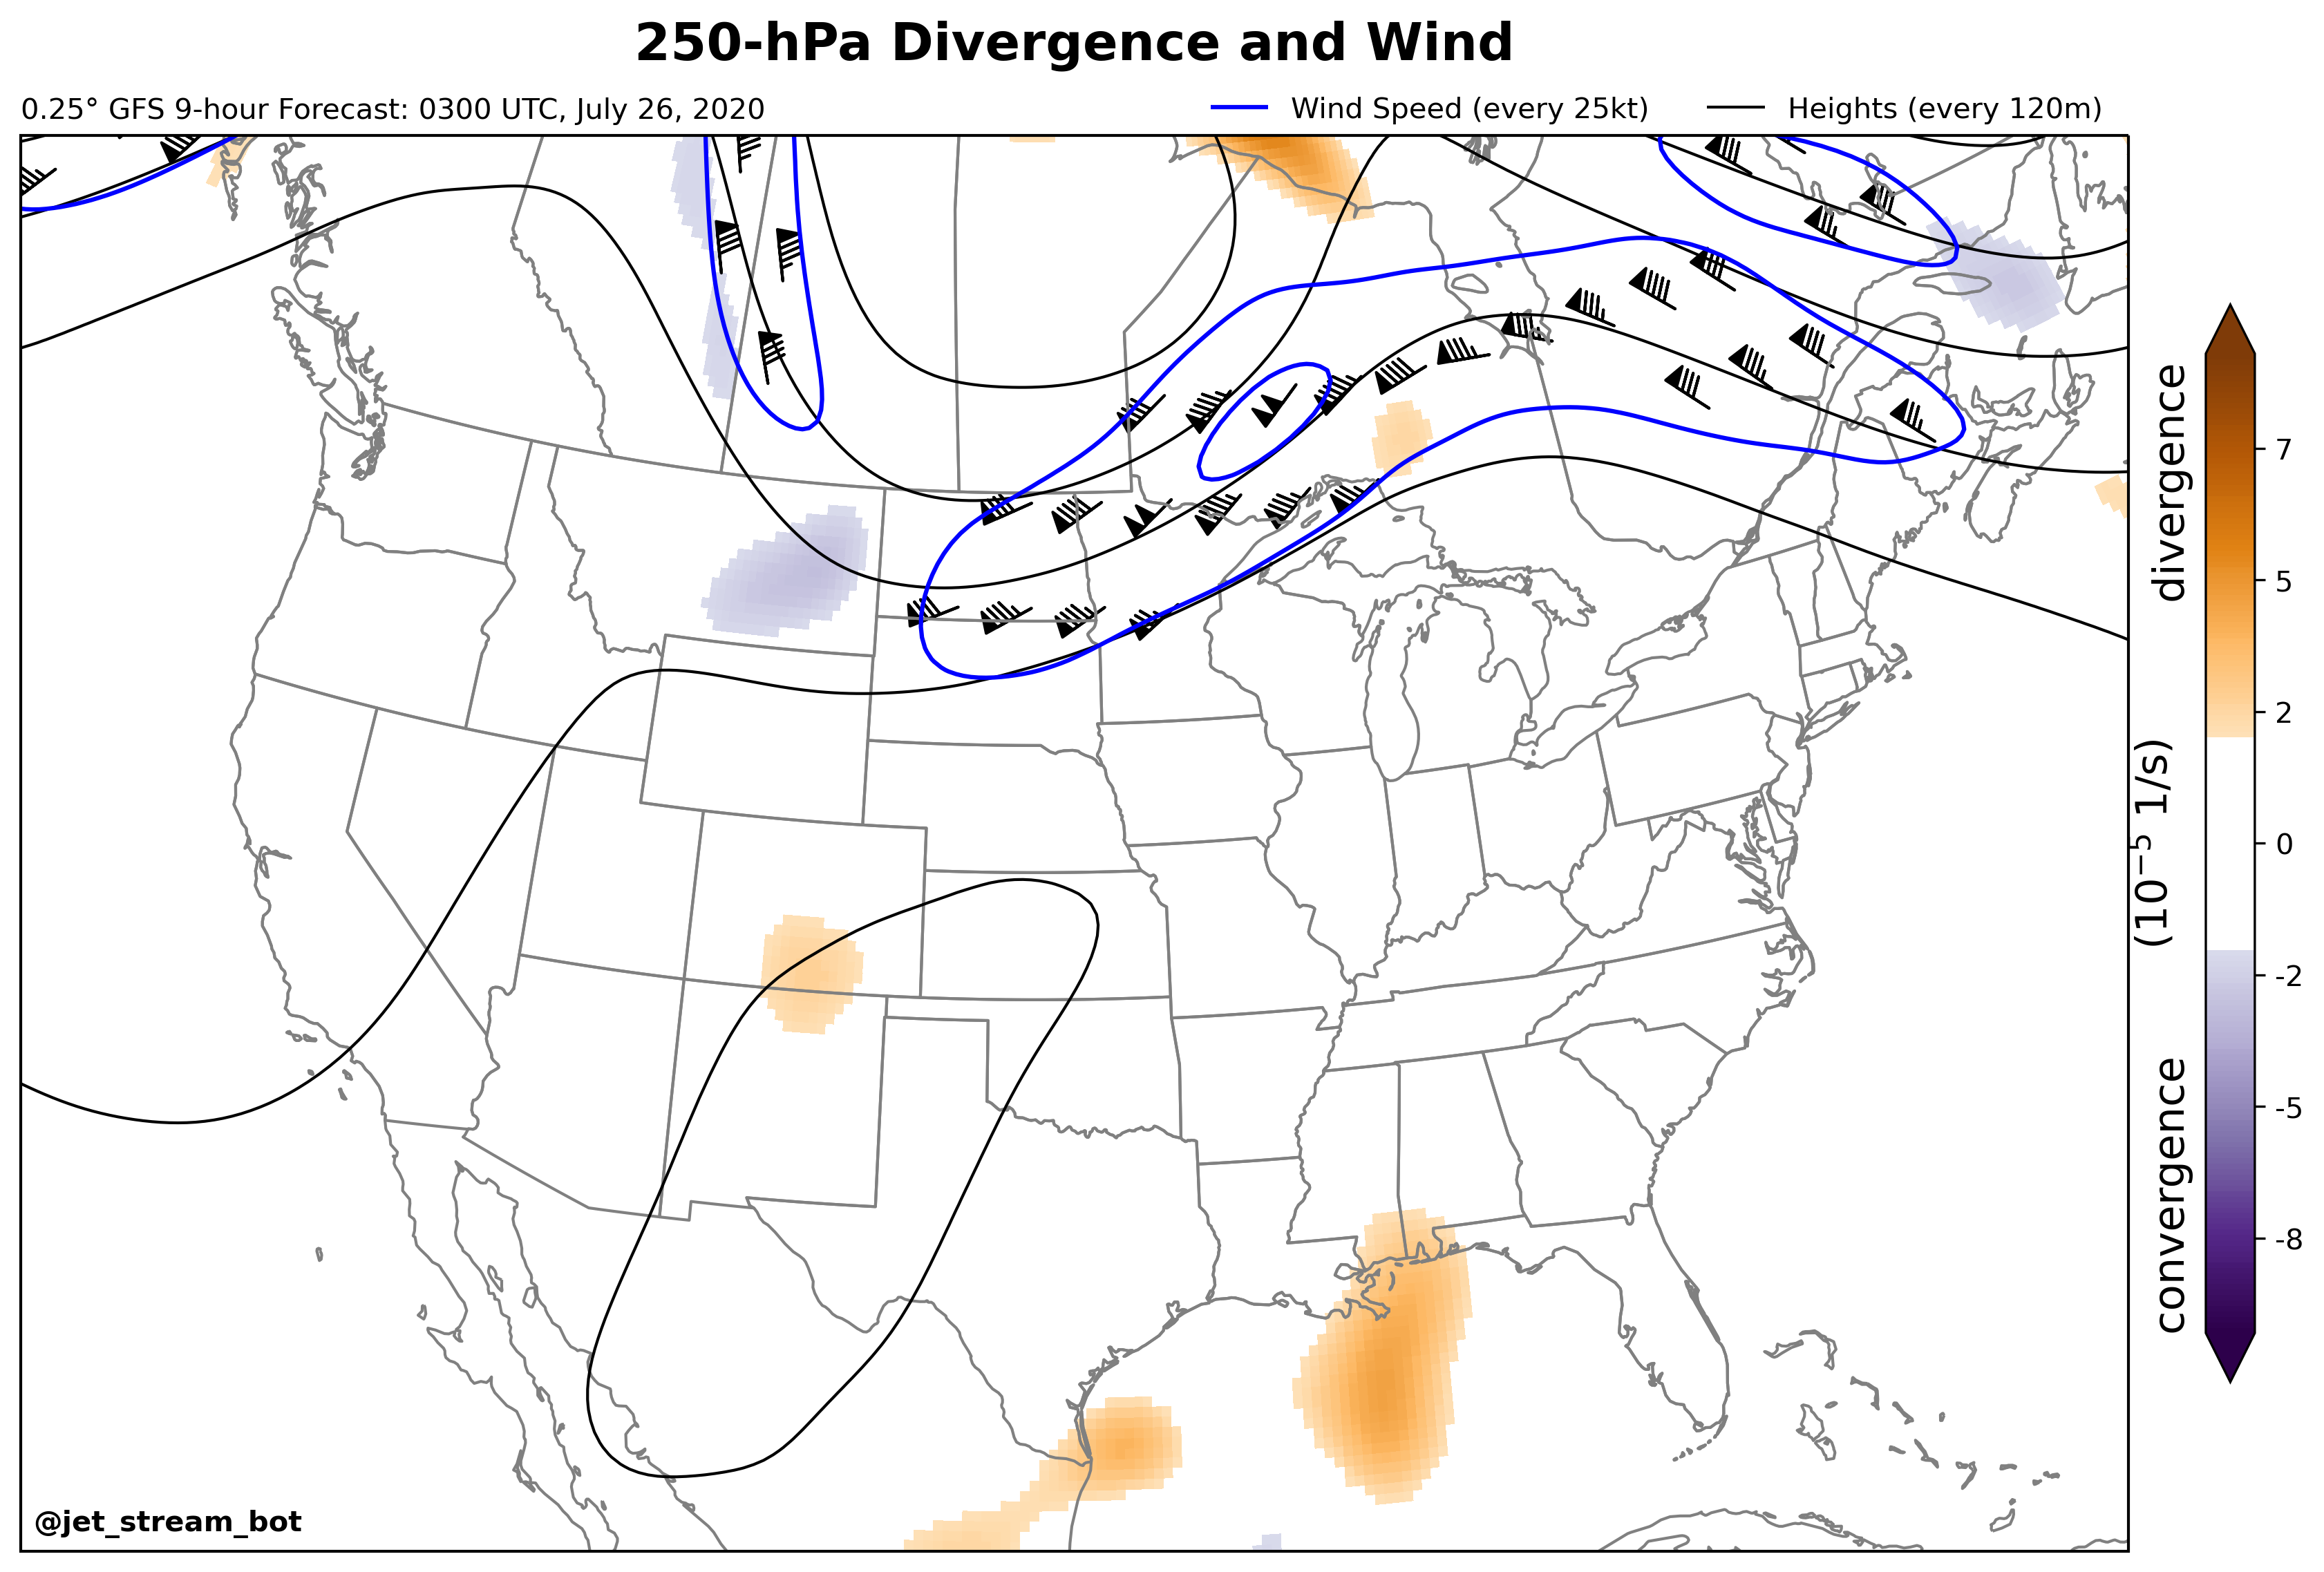 250-hPa Divergence and Wind
0.25° GFS 9-hour Forecast: 0300 UTC, July 26, 2020
Wind Speed (every 25kt)
Heights (every 120m)
divergence
(10⁻⁵ 1/s)
convergence
7
5
2
0
-2
-5
-8
@jet_stream_bot